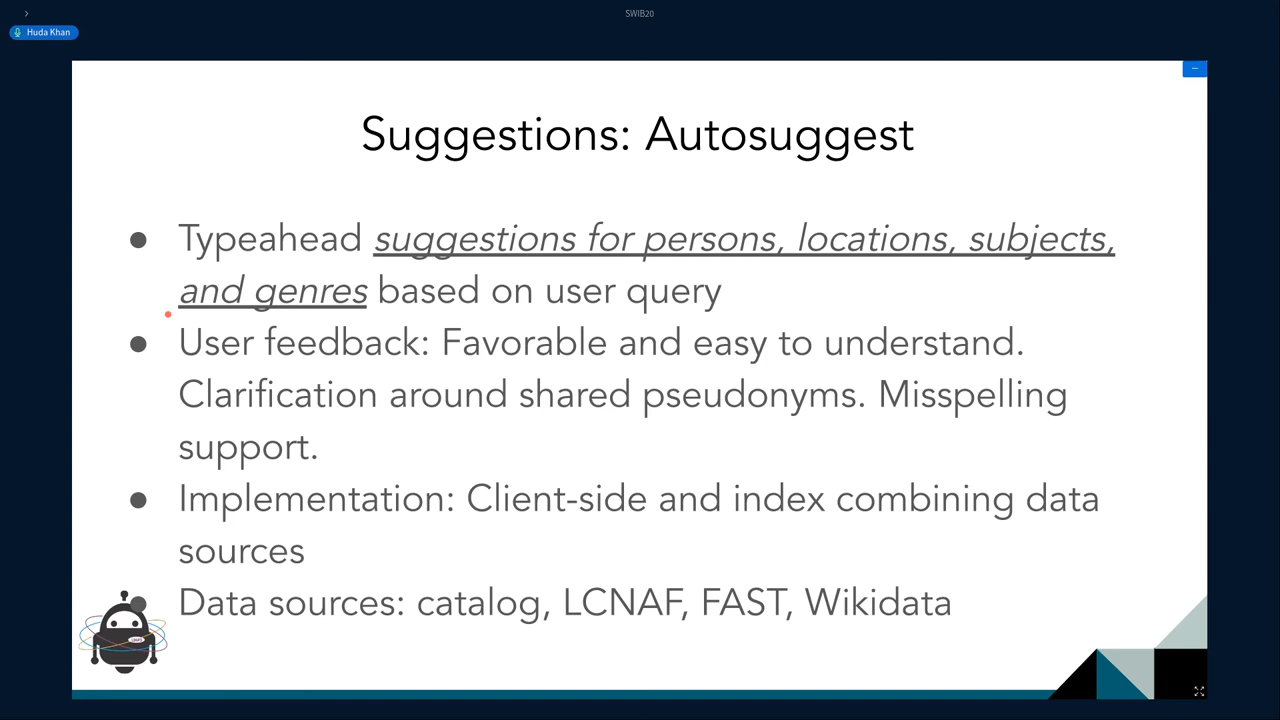 SWIB20
Huda Khan
Suggestions: Autosuggest
● Typeahead suggestions for persons, locations, subjects,
and genres based on user query
● User feedback: Favorable and easy to understand.
Clarification around shared pseudonyms. Misspelling
support.
● Implementation: Client-side and index combining data
sources
● Data sources: catalog, LCNAF, FAST, Wikidata